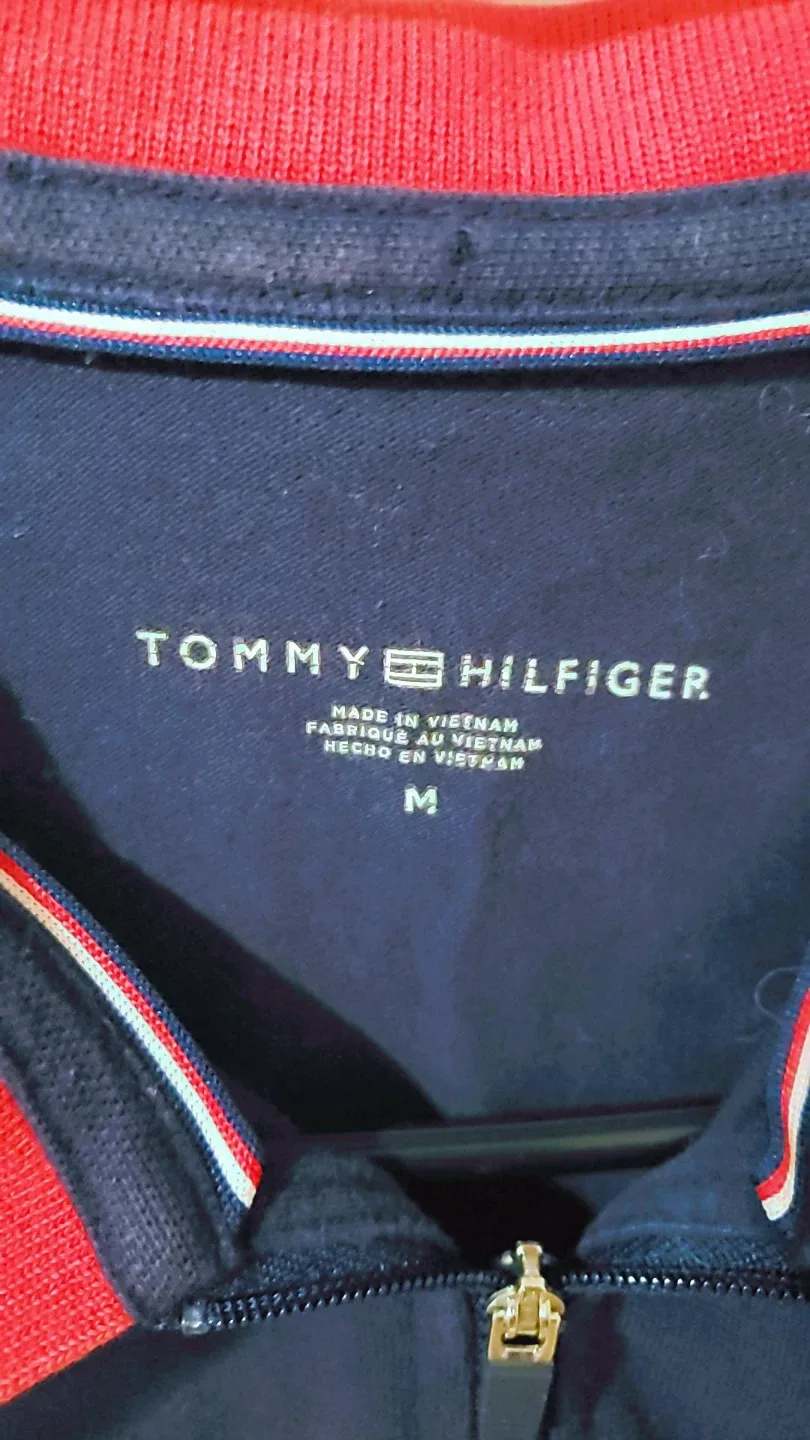 TOMMY HILFIGER
MADE IN VIETNAM
FABRIQUÉ AU VIETNAM
HECHO EN VIETNAM
M